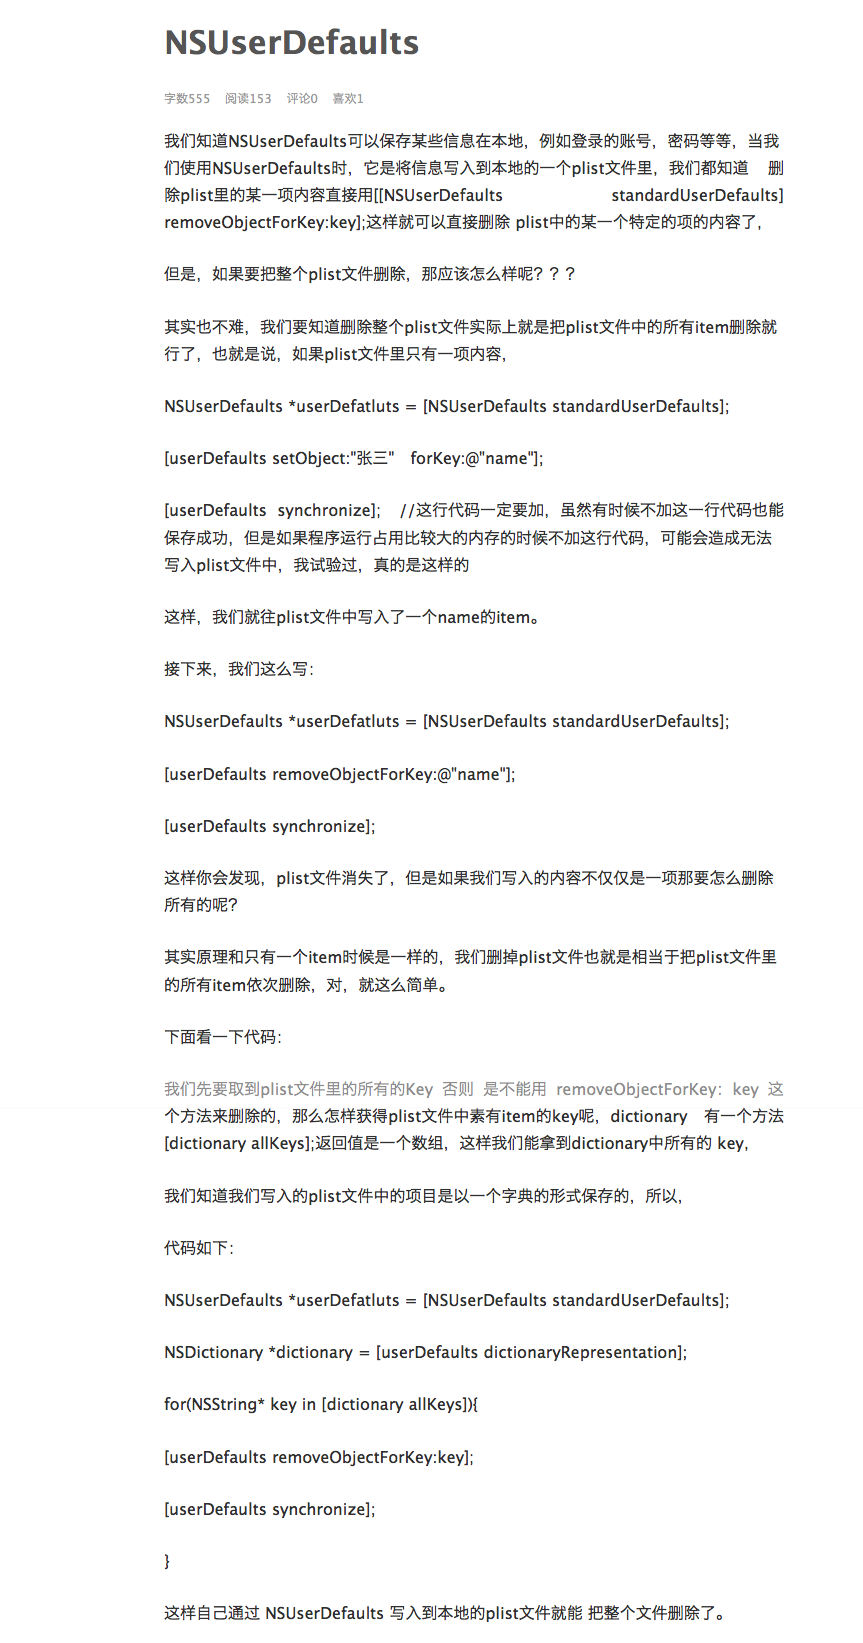 NSUserDefaults
字数555 阅读153 评论0 喜欢1
我们知道NSUserDefaults可以保存某些信息在本地，例如登录的账号，密码等等，当我
们使用NSUserDefaults时，它是将信息写入到本地的一个plist文件里，我们都知道 删
除plist里的某一项内容直接用[[NSUserDefaults standardUserDefaults]
removeObjectForKey:key];这样就可以直接删除 plist中的某一个特定的项的内容了，
但是，如果要把整个plist文件删除，那应该怎么样呢？？？
其实也不难，我们要知道删除整个plist文件实际上就是把plist文件中的所有item删除就
行了，也就是说，如果plist文件里只有一项内容，
NSUserDefaults *userDefatluts = [NSUserDefaults standardUserDefaults];
[userDefaults setObject:"张三" forKey:@"name"];
[userDefaults synchronize]; //这行代码一定要加，虽然有时候不加这一行代码也能
保存成功，但是如果程序运行占用比较大的内存的时候不加这行代码，可能会造成无法
写入plist文件中，我试验过，真的是这样的
这样，我们就往plist文件中写入了一个name的item。
接下来，我们这么写：
NSUserDefaults *userDefatluts = [NSUserDefaults standardUserDefaults];
[userDefaults removeObjectForKey:@"name"];
[userDefaults synchronize];
这样你会发现，plist文件消失了，但是如果我们写入的内容不仅仅是一项那要怎么删除
所有的呢？
其实原理和只有一个item时候是一样的，我们删掉plist文件也就是相当于把plist文件里
的所有item依次删除，对，就这么简单。
下面看一下代码：
我们先要取到plist文件里的所有的Key 否则 是不能用 removeObjectForKey：key 这
个方法来删除的，那么怎样获得plist文件中素有item的key呢，dictionary 有一个方法
[dictionary allKeys];返回值是一个数组，这样我们能拿到dictionary中所有的 key，
我们知道我们写入的plist文件中的项目是以一个字典的形式保存的，所以，
代码如下：
NSUserDefaults *userDefatluts = [NSUserDefaults standardUserDefaults];
NSDictionary *dictionary = [userDefaults dictionaryRepresentation];
for(NSString* key in [dictionary allKeys]){
[userDefaults removeObjectForKey:key];
[userDefaults synchronize];
}
这样自己通过 NSUserDefaults 写入到本地的plist文件就能 把整个文件删除了。